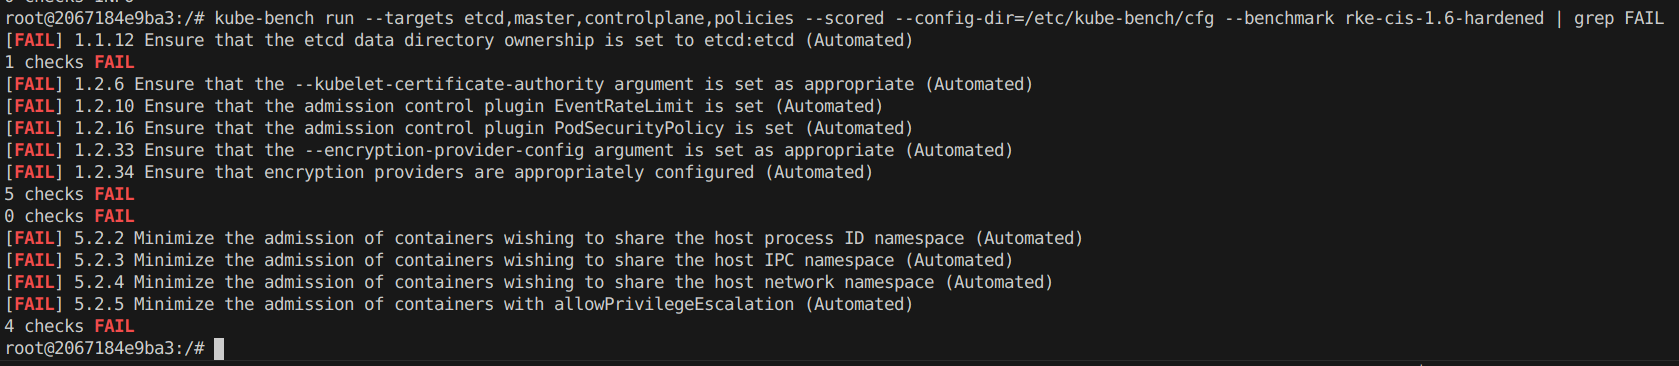 root@2067184e9ba3:/# kube-bench run --targets etcd,master,controlplane,policies --scored --config-dir=/etc/kube-bench/cfg --benchmark rke-cis-1.6-hardened | grep FAIL
[FAIL] 1.1.12 Ensure that the etcd data directory ownership is set to etcd:etcd (Automated)
1 checks FAIL
[FAIL] 1.2.6 Ensure that the --kubelet-certificate-authority argument is set as appropriate (Automated)
[FAIL] 1.2.10 Ensure that the admission control plugin EventRateLimit is set (Automated)
[FAIL] 1.2.16 Ensure that the admission control plugin PodSecurityPolicy is set (Automated)
[FAIL] 1.2.33 Ensure that the --encryption-provider-config argument is set as appropriate (Automated)
[FAIL] 1.2.34 Ensure that encryption providers are appropriately configured (Automated)
5 checks FAIL
0 checks FAIL
[FAIL] 5.2.2 Minimize the admission of containers wishing to share the host process ID namespace (Automated)
[FAIL] 5.2.3 Minimize the admission of containers wishing to share the host IPC namespace (Automated)
[FAIL] 5.2.4 Minimize the admission of containers wishing to share the host network namespace (Automated)
[FAIL] 5.2.5 Minimize the admission of containers with allowPrivilegeEscalation (Automated)
4 checks FAIL
root@2067184e9ba3:/#